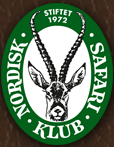 STIFTET
1972
NORDISK · SAFARI · KLUB